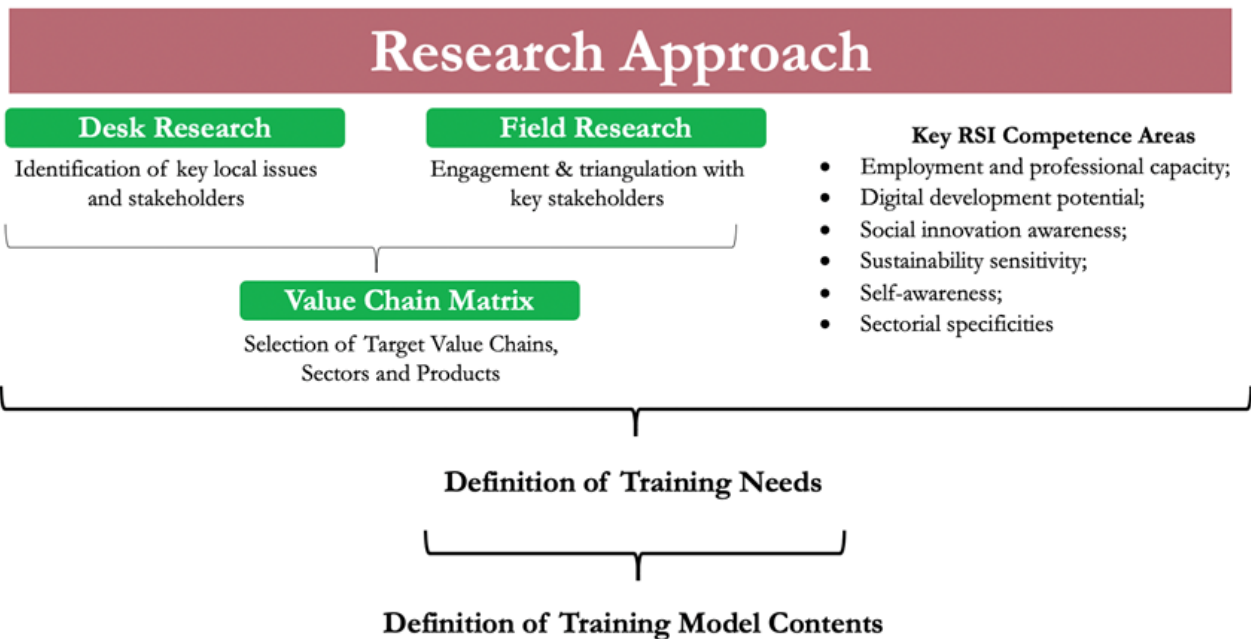 Research Approach
Desk Research
Identification of key local issues
and stakeholders
Field Research
Engagement & triangulation with
key stakeholders
Value Chain Matrix
Selection of Target Value Chains,
Sectors and Products
Key RSI Competence Areas
• Employment and professional capacity;
• Digital development potential;
• Social innovation awareness;
• Sustainability sensitivity;
• Self-awareness;
• Sectorial specificities
Definition of Training Needs
Definition of Training Model Contents